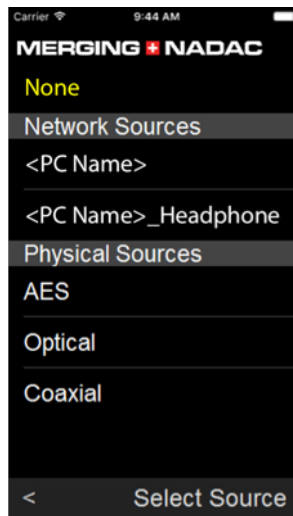 Carrier 9:44 AM
MERGING NADAC
None
Network Sources
<PC Name>
<PC Name>_Headphone
Physical Sources
AES
Optical
Coaxial
< Select Source